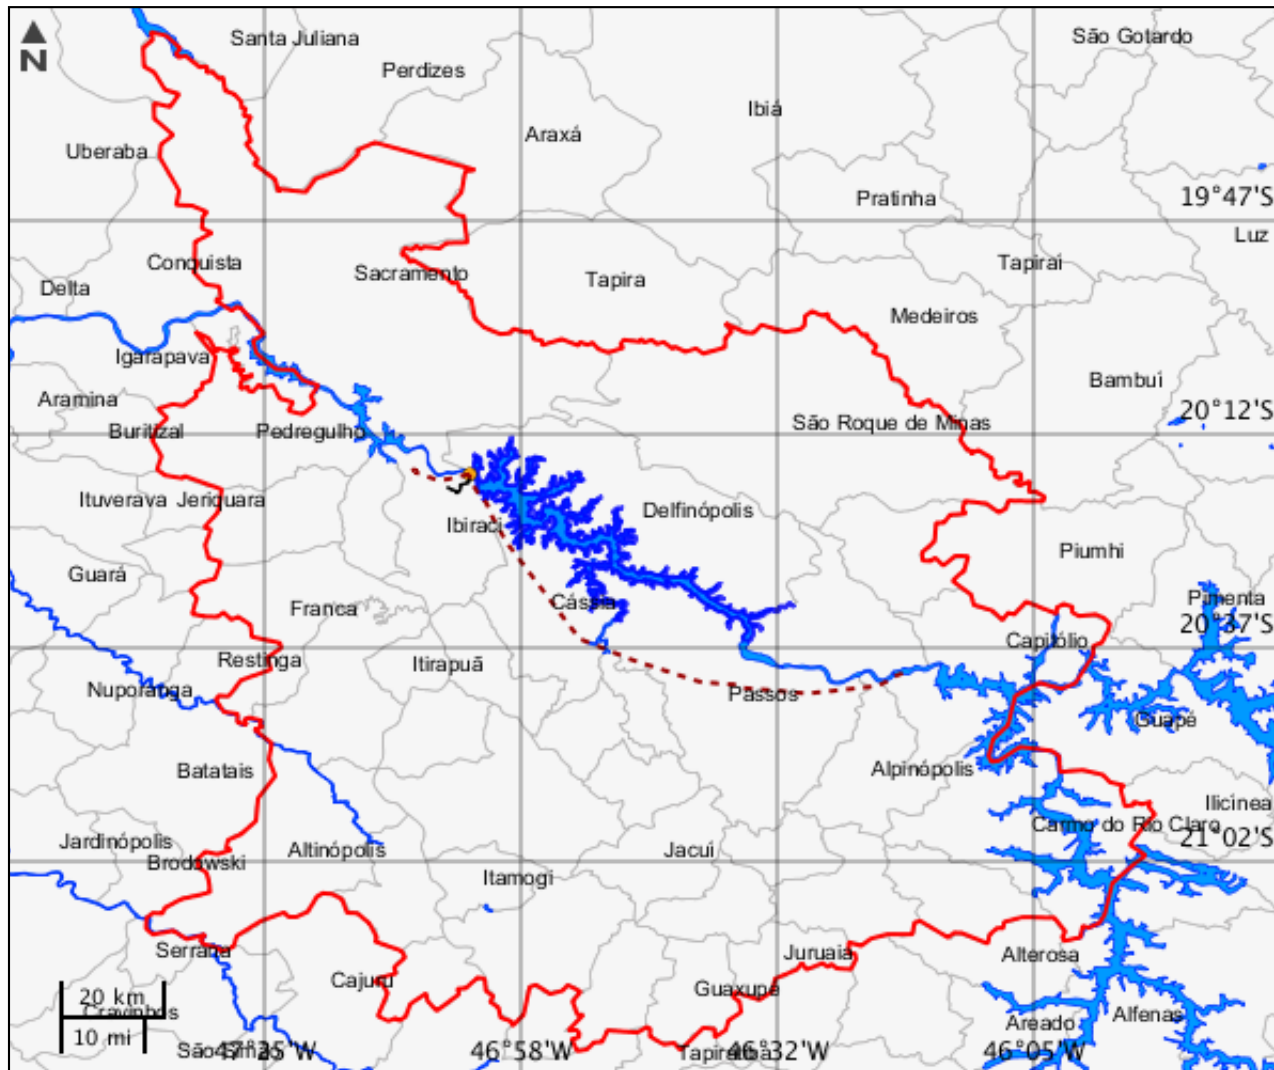 N
Santa Juliana
São Gotardo
Perdizes
Ibiá
Araxá
Uberaba
Pratinha
19°47'S
Luz
Conquista
Sacramento
Tapira
Tapiraí
Delta
Medeiros
Igarapava
Bambuí
Aramina
20°12'S
Buritizal
Pedregulho
São Roque de Minas
Ituverava
Jeriquara
Delfinópolis
Ibiraci
Piumhi
Guará
Franca
Cássia
Pimenta
20°37'S
Capitólio
Restinga
Itirapuã
Nuporanga
Passos
Guapé
Batatais
Alpinópolis
Ilicínea
Carmo do Rio Claro
21°02'S
Jardinópolis
Brodowski
Altinópolis
Jacuí
Itamogi
Serrana
Juruaia
Alterosa
Cajuru
Guaxupé
20 km
Cravinhos
10 mi
Areado
Alfenas
46°58'W
46°32'W
46°05'W